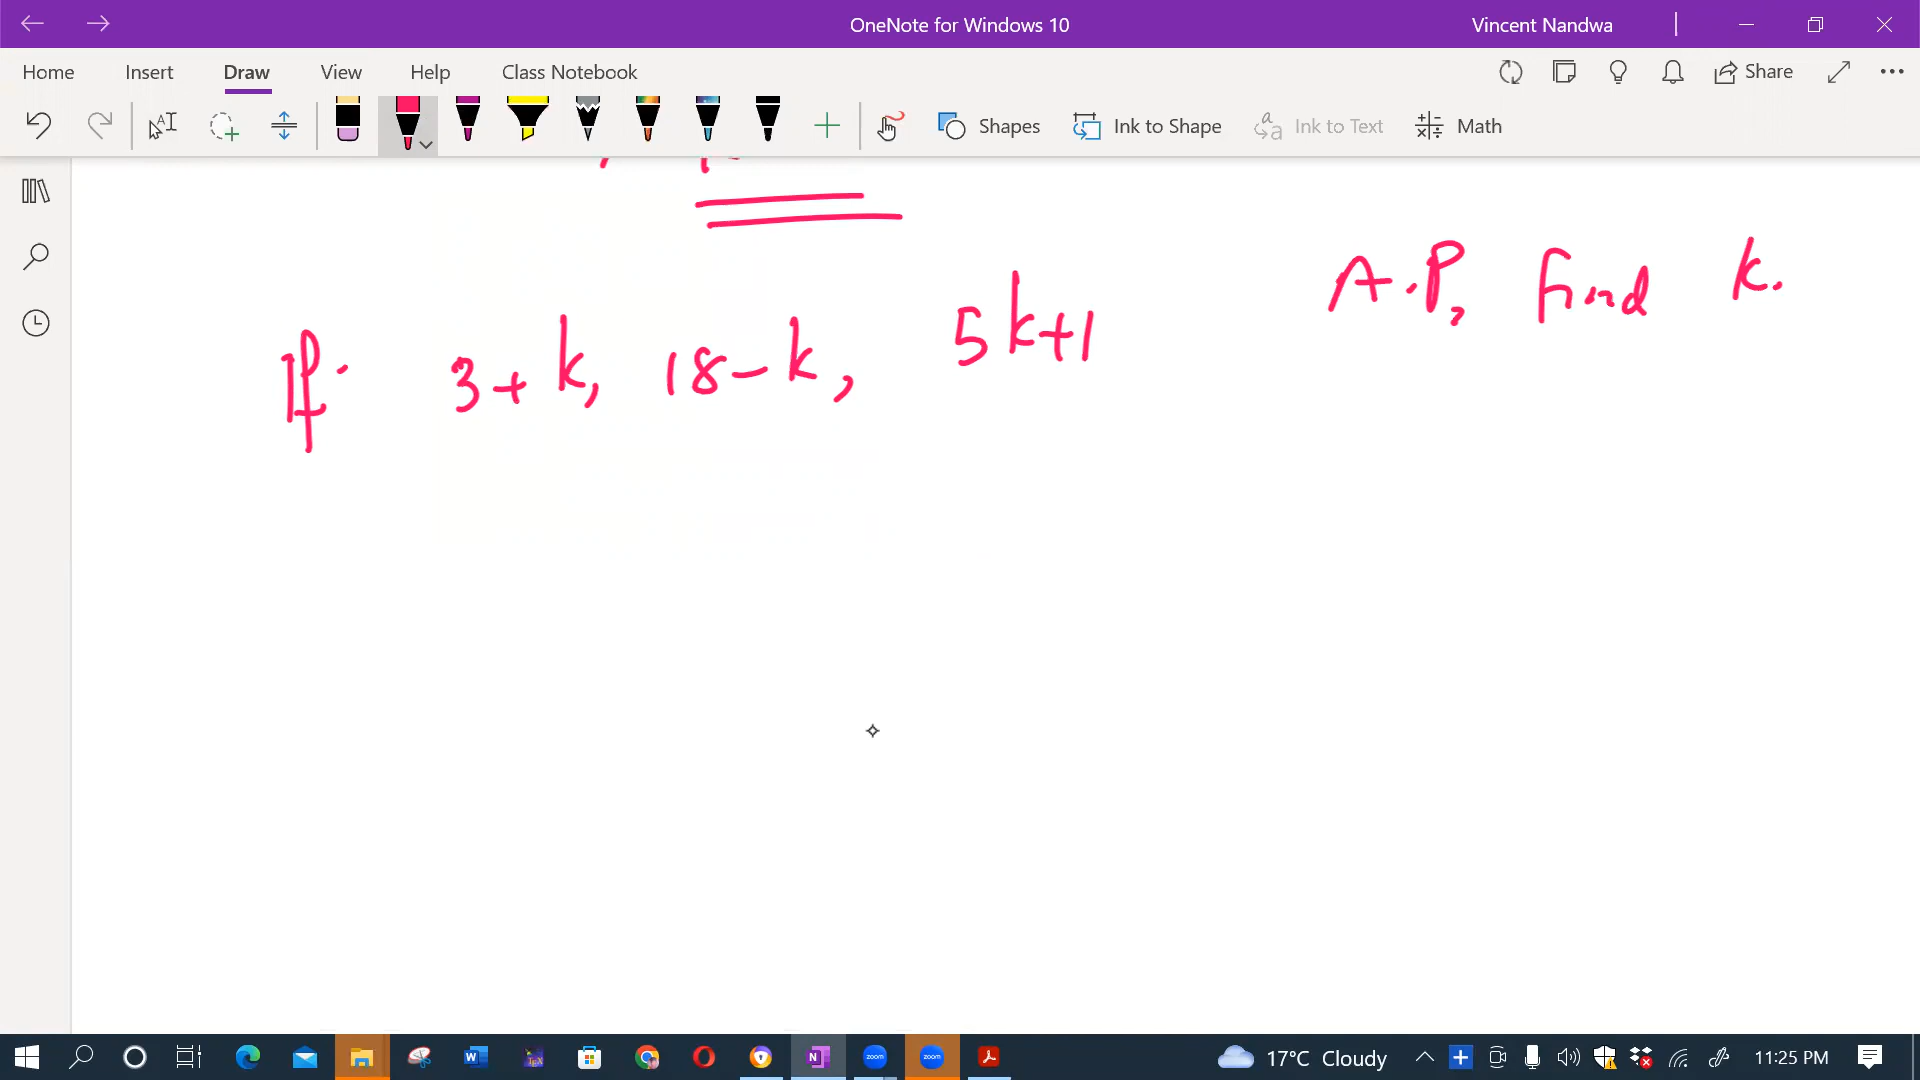 OneNote for Windows 10
Vincent Nandwa
Home Insert Draw View Help Class Notebook
Share
Shapes Ink to Shape Ink to Text Math
If 3+k, 18-k, 5k+1 A.P, Find k.
17°C Cloudy
11:25 PM